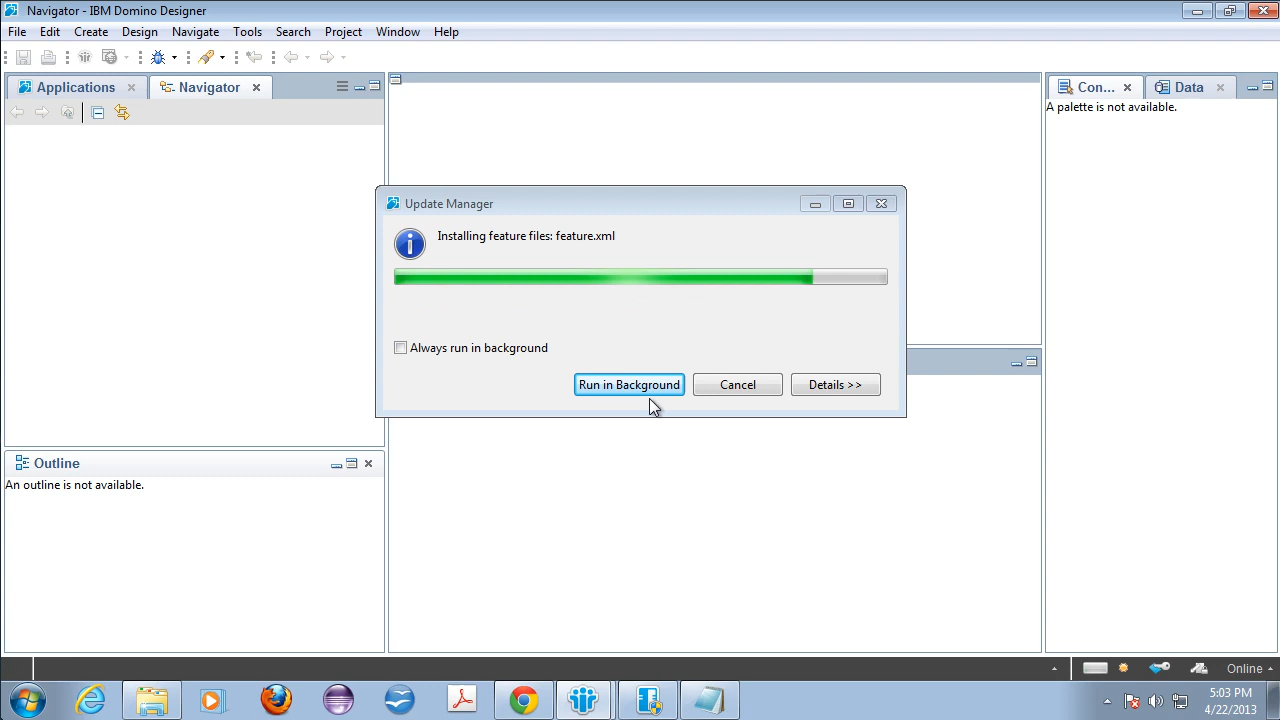 Navigator - IBM Domino Designer
File Edit Create Design Navigate Tools Search Project Window Help
Applications
Navigator
Con...
Data
A palette is not available.
Update Manager
Installing feature files: feature.xml
Always run in background
Run in Background
Cancel
Details >>
Outline
An outline is not available.
Online
5:03 PM
4/22/2013